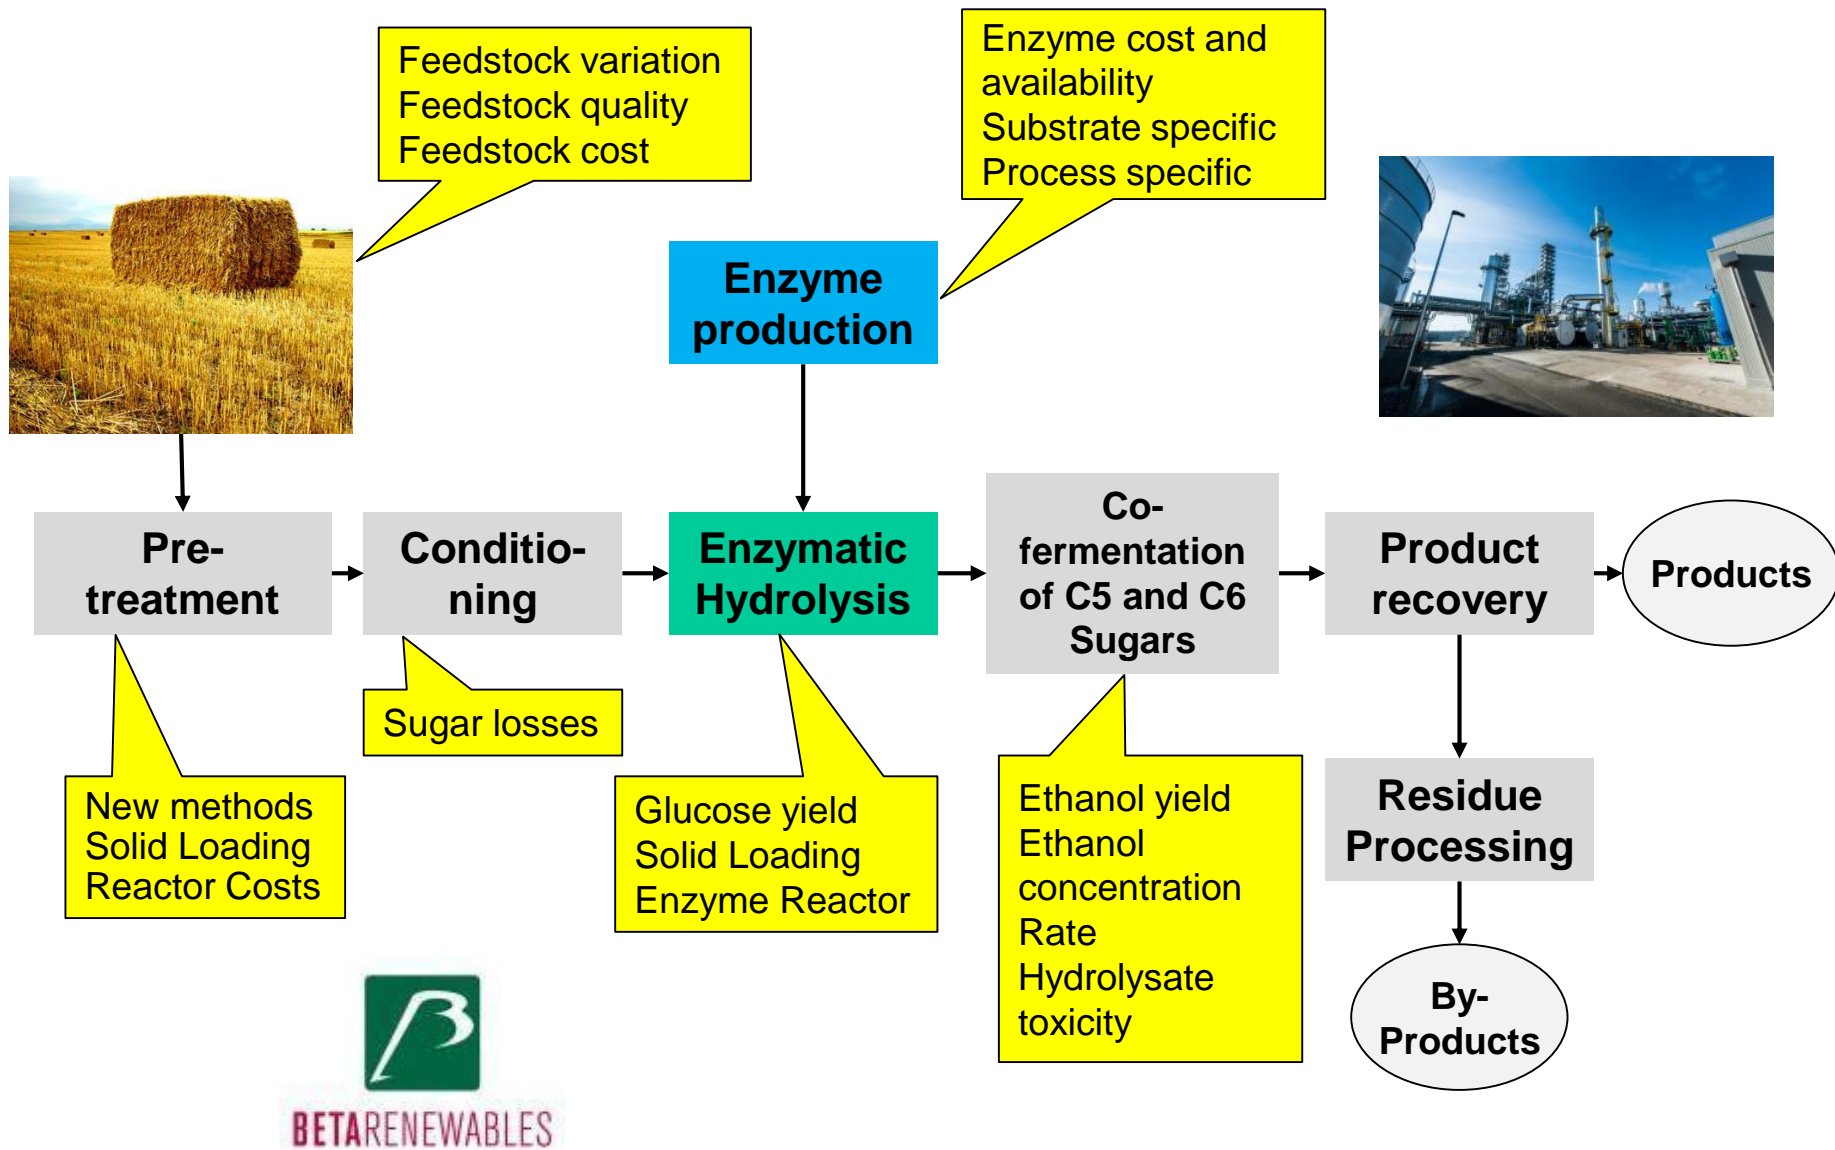 Feedstock variation
Feedstock quality
Feedstock cost
Enzyme cost and
availability
Substrate specific
Process specific
Enzyme
production
Pre-
treatment
Conditio-
ning
Enzymatic
Hydrolysis
Co-
fermentation
of C5 and C6
Sugars
Product
recovery
Products
Sugar losses
New methods
Solid Loading
Reactor Costs
Glucose yield
Solid Loading
Enzyme Reactor
Ethanol yield
Ethanol
concentration
Rate
Hydrolysate
toxicity
Residue
Processing
By-
Products
BETARENEWABLES